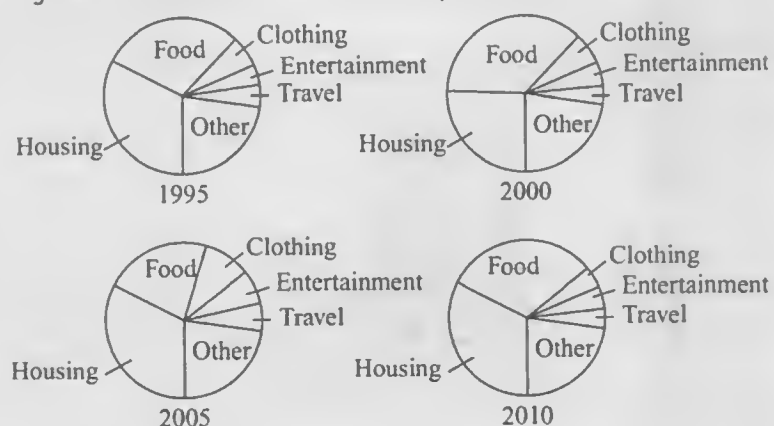 Food
Clothing
Entertainment
Travel
Other
Housing
1995
Food
Clothing
Entertainment
Travel
Other
Housing
2000
Food
Clothing
Entertainment
Travel
Other
Housing
2005
Food
Clothing
Entertainment
Travel
Other
Housing
2010